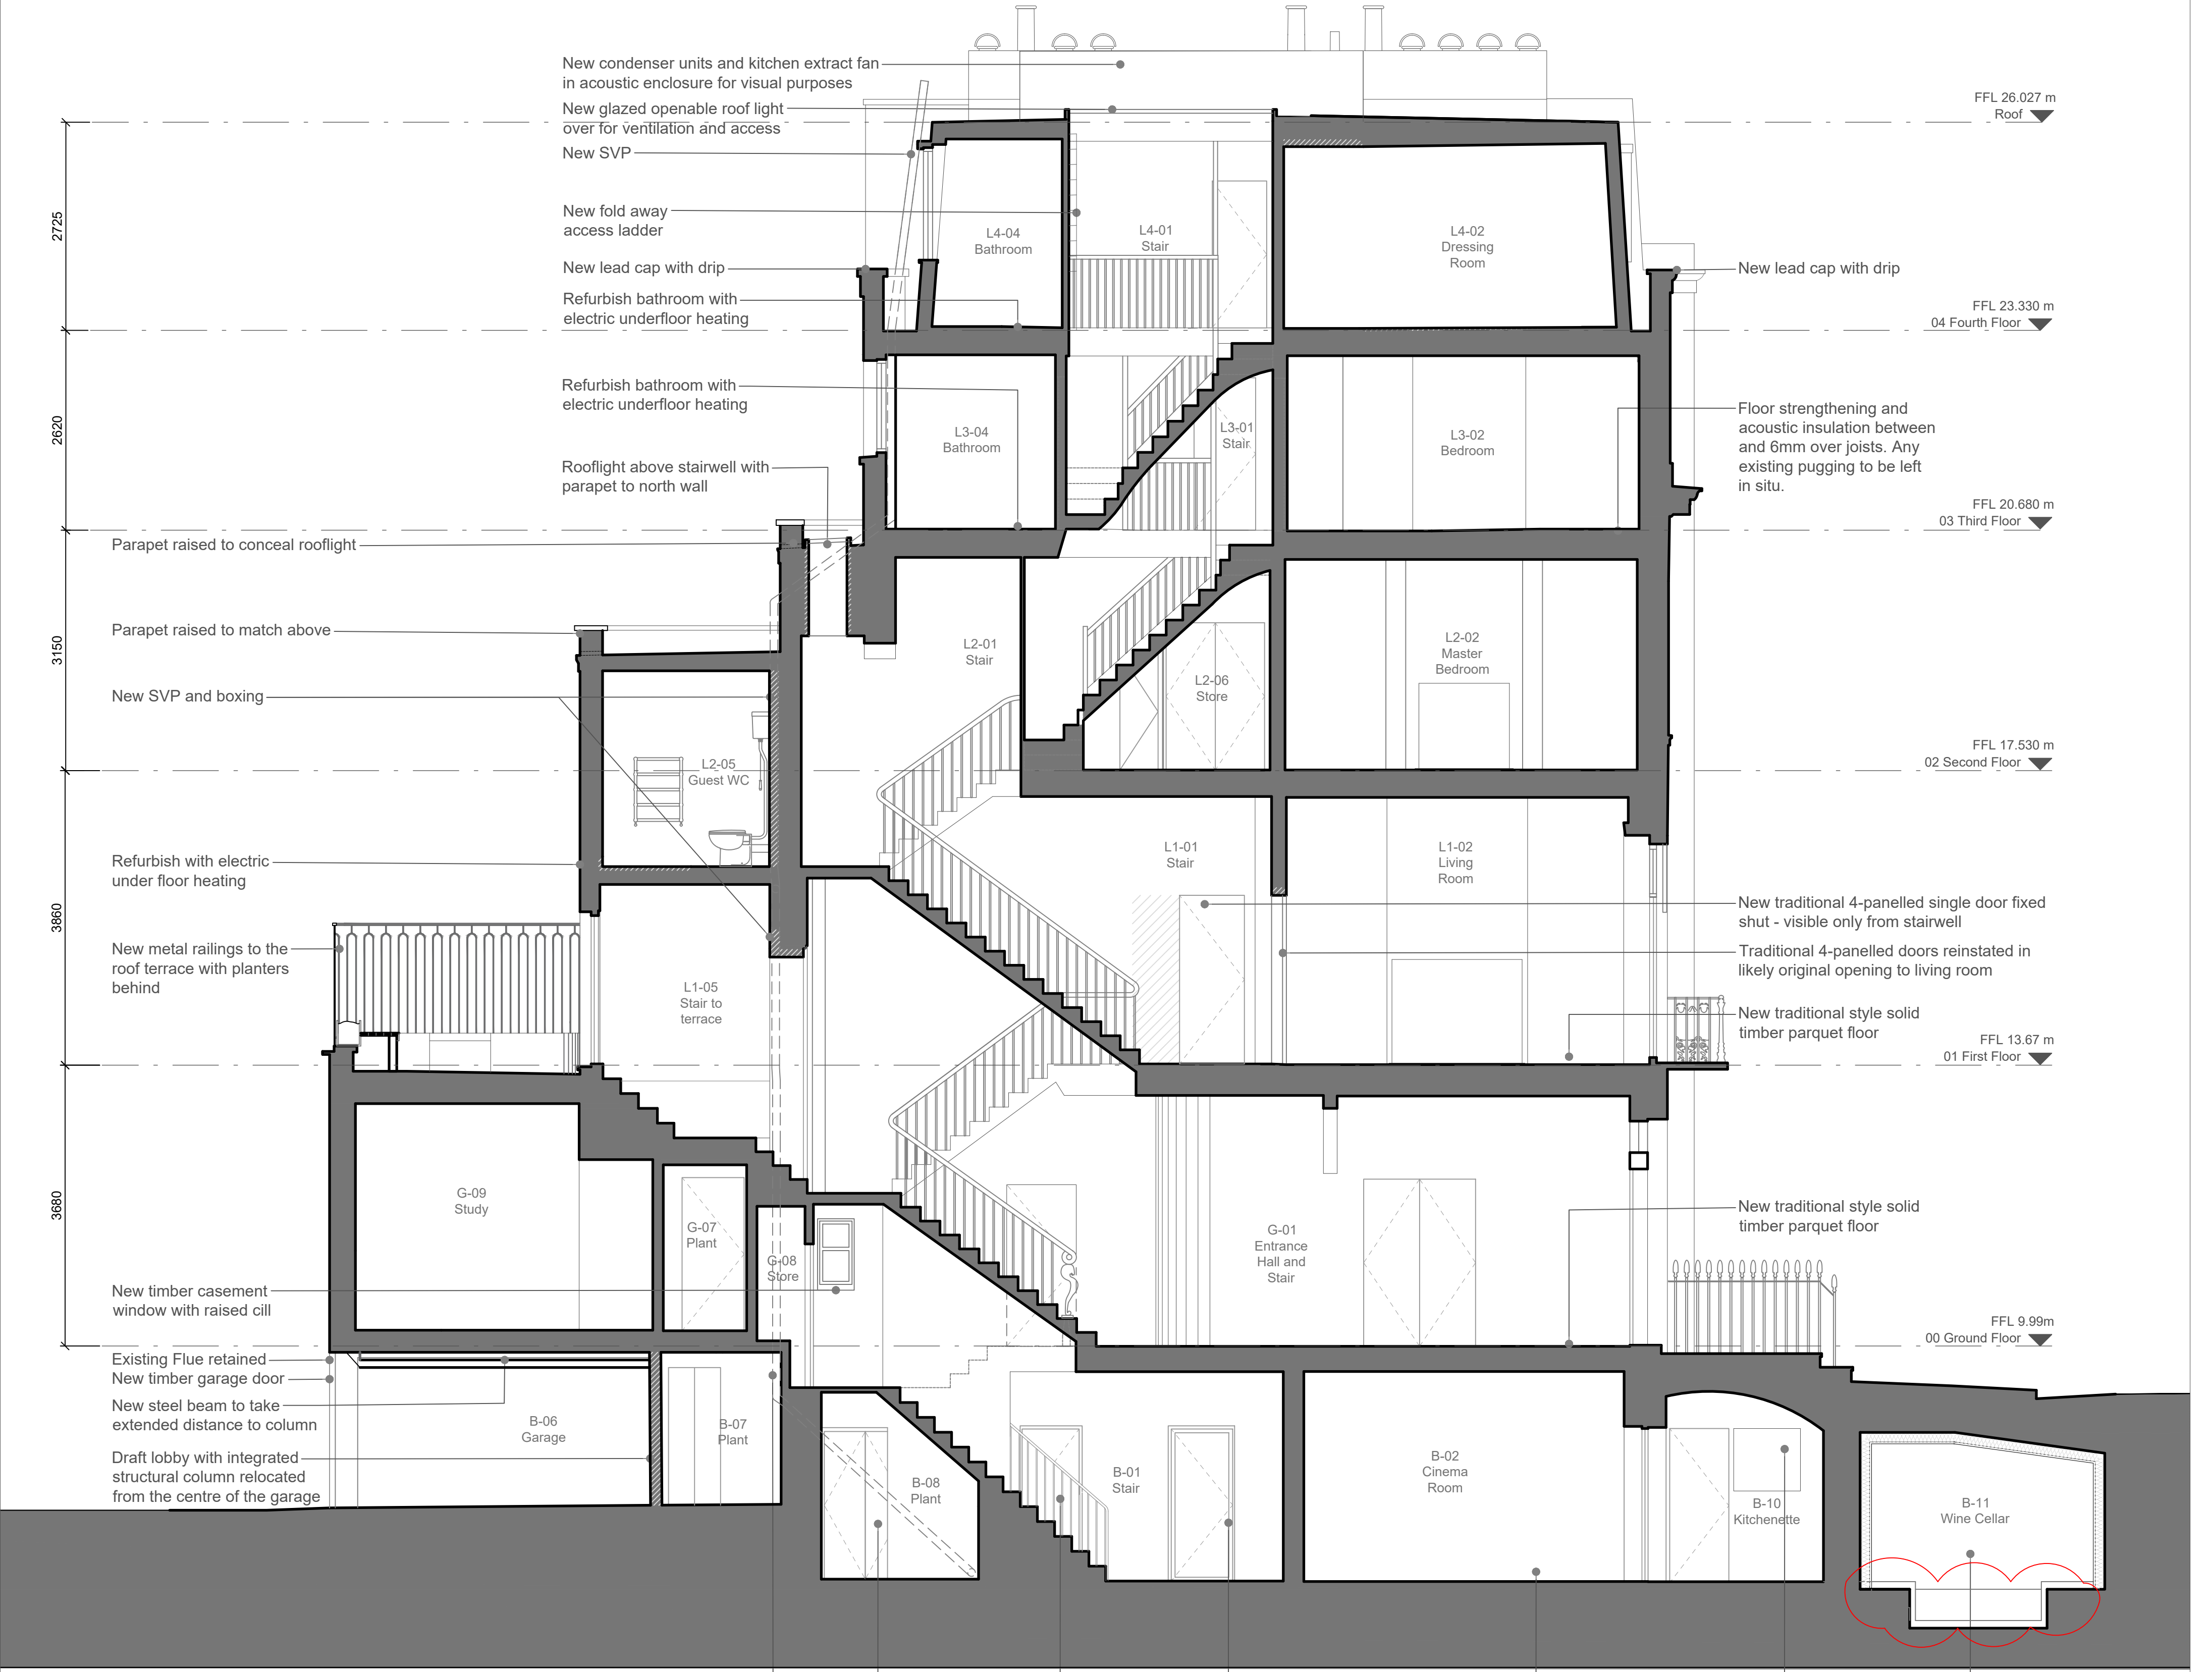 New condenser units and kitchen extract fan
in acoustic enclosure for visual purposes
New glazed openable roof light
over for ventilation and access
New SVP
New fold away
access ladder
New lead cap with drip
Refurbish bathroom with
electric underfloor heating
Refurbish bathroom with
electric underfloor heating
Rooflight above stairwell with
parapet to north wall
Parapet raised to conceal rooflight
Parapet raised to match above
New SVP and boxing
Refurbish with electric
under floor heating
New metal railings to the
roof terrace with planters
behind
New timber casement
window with raised cill
Existing Flue retained
New timber garage door
New steel beam to take
extended distance to column
Draft lobby with integrated
structural column relocated
from the centre of the garage
2725
2620
3150
3860
3680
L4-04
Bathroom
L4-01
Stair
L4-02
Dressing
Room
L3-04
Bathroom
L3-01
Stair
L3-02
Bedroom
L2-01
Stair
L2-06
Store
L2-02
Master
Bedroom
L2-05
Guest WC
L1-01
Stair
L1-02
Living
Room
L1-05
Stair to
terrace
G-09
Study
G-07
Plant
G-08
Store
G-01
Entrance
Hall and
Stair
B-06
Garage
B-07
Plant
B-08
Plant
B-01
Stair
B-02
Cinema
Room
B-10
Kitchenette
B-11
Wine Cellar
FFL 26.027 m
Roof
New lead cap with drip
FFL 23.330 m
04 Fourth Floor
Floor strengthening and
acoustic insulation between
and 6mm over joists. Any
existing pugging to be left
in situ.
FFL 20.680 m
03 Third Floor
FFL 17.530 m
02 Second Floor
New traditional 4-panelled single door fixed
shut - visible only from stairwell
Traditional 4-panelled doors reinstated in
likely original opening to living room
New traditional style solid
timber parquet floor
FFL 13.67 m
01 First Floor
New traditional style solid
timber parquet floor
FFL 9.99m
00 Ground Floor